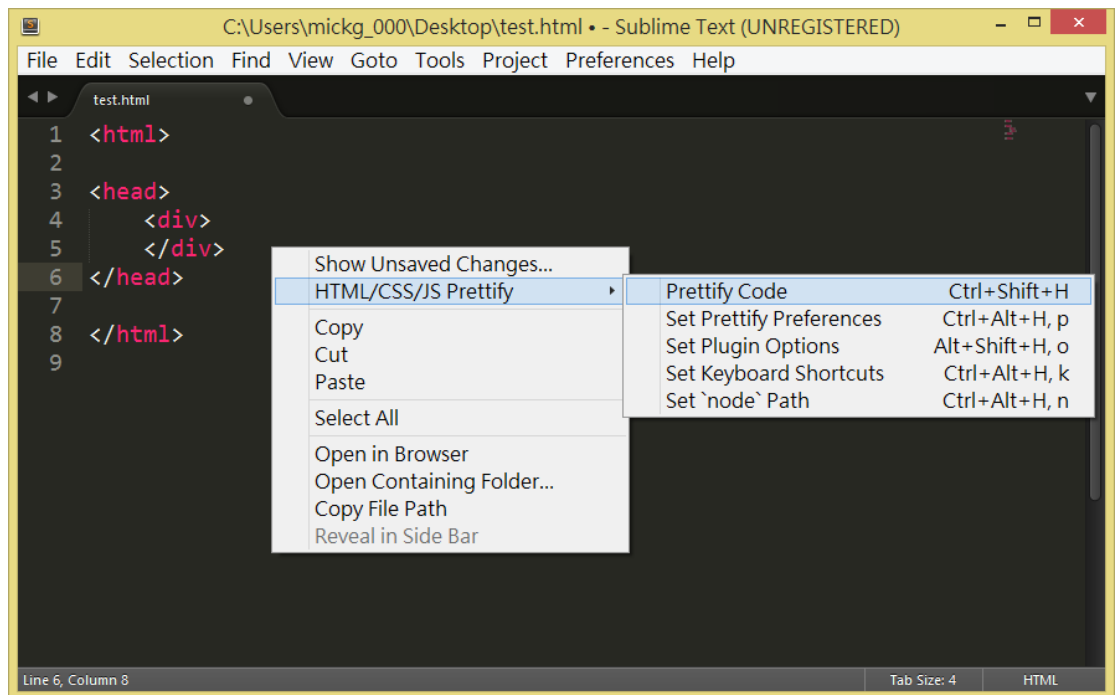 C:\Users\mickg_000\Desktop\test.html • - Sublime Text (UNREGISTERED)
File Edit Selection Find View Goto Tools Project Preferences Help
test.html
1 <html>
2
3 <head>
4 <div>
5 </div>
6 </head>
7
8 </html>
9
Show Unsaved Changes...
HTML/CSS/JS Prettify
Copy
Cut
Paste
Select All
Open in Browser
Open Containing Folder...
Copy File Path
Reveal in Side Bar
Prettify Code Ctrl+Shift+H
Set Prettify Preferences Ctrl+Alt+H, p
Set Plugin Options Alt+Shift+H, o
Set Keyboard Shortcuts Ctrl+Alt+H, k
Set `node` Path Ctrl+Alt+H, n
Line 6, Column 8 Tab Size: 4 HTML